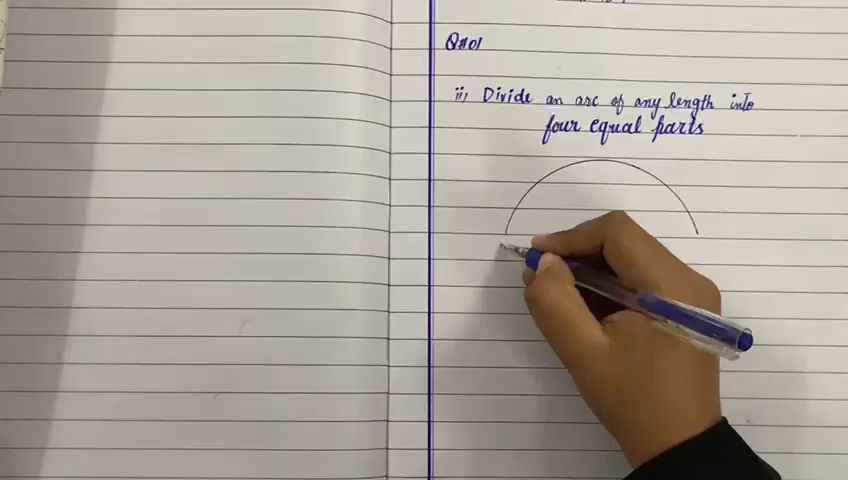 Q#01
ii, Divide an arc of any length into
four equal parts